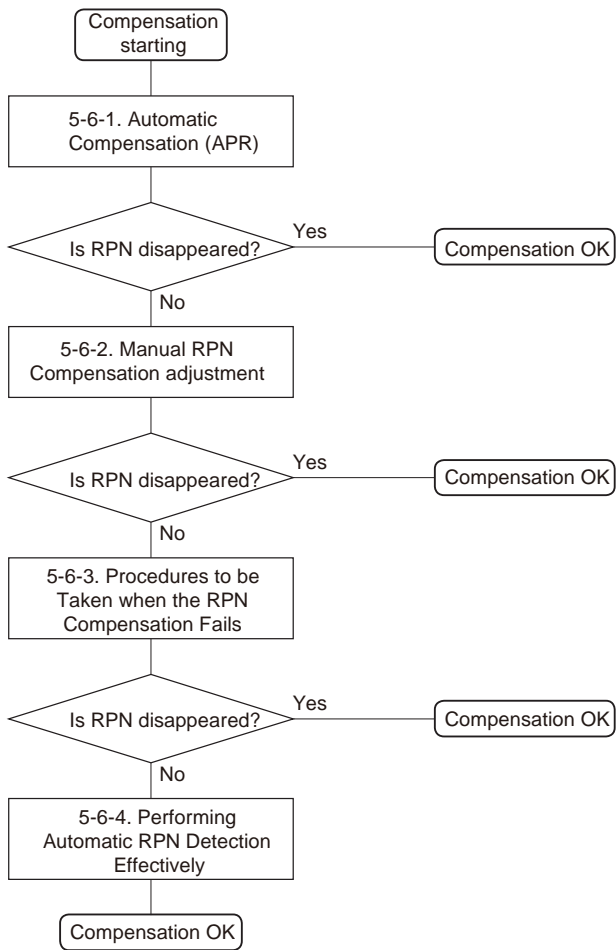 Compensation
starting
5-6-1. Automatic
Compensation (APR)
Is RPN disappeared?
Yes
Compensation OK
No
5-6-2. Manual RPN
Compensation adjustment
Is RPN disappeared?
Yes
Compensation OK
No
5-6-3. Procedures to be
Taken when the RPN
Compensation Fails
Is RPN disappeared?
Yes
Compensation OK
No
5-6-4. Performing
Automatic RPN Detection
Effectively
Compensation OK